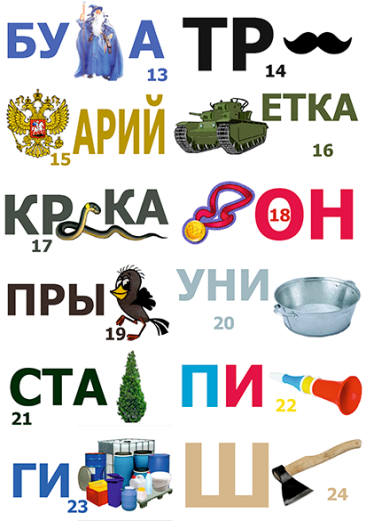 БУ А
13
ТР
14
АРИЙ
15
ЕТКА
16
КР КА
17
ОН
18
ПРЫ
19
УНИ
20
СТА
21
ПИ
22
ГИ
23
Ш
24